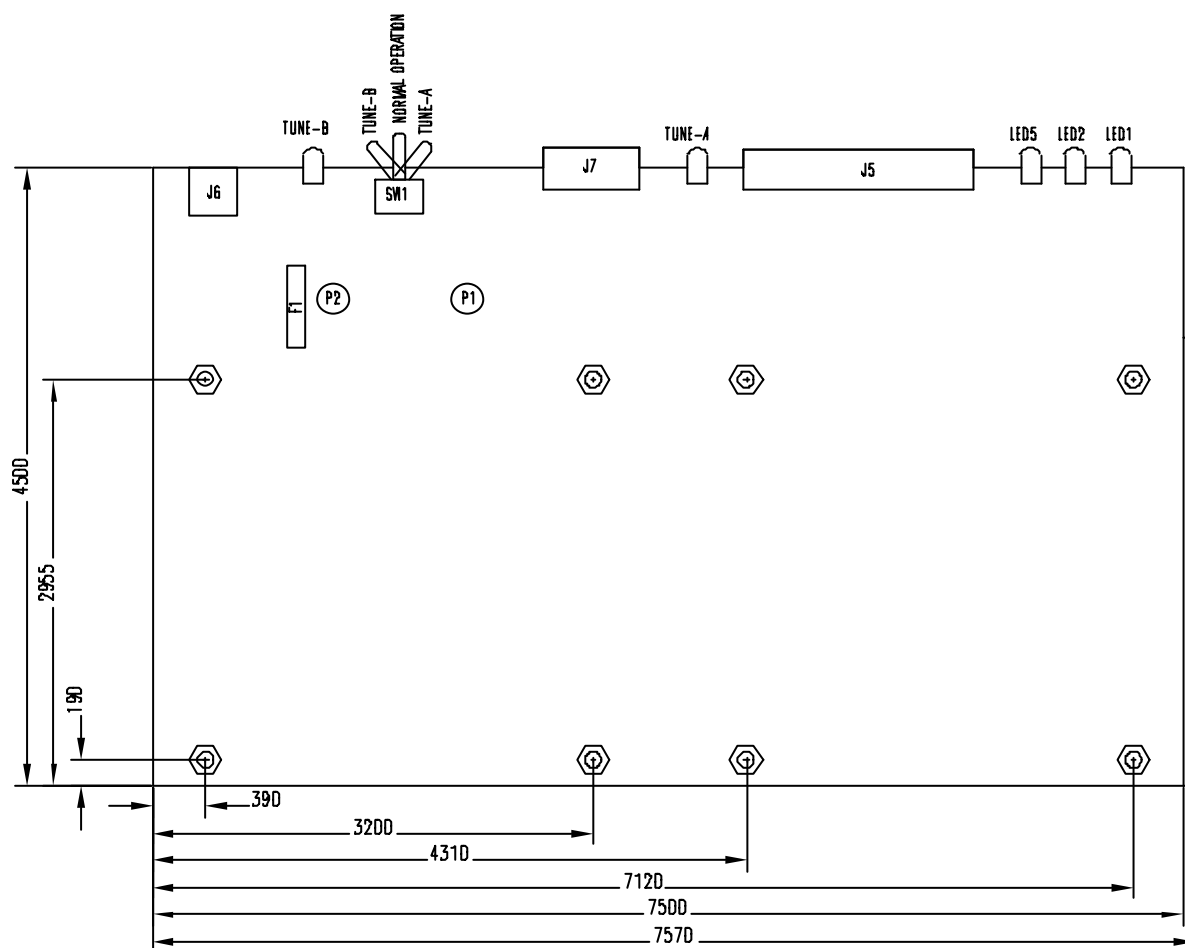 NORMAL OPERATION
TUNE-B
TUNE-A
TUNE-B
TUNE-A
LED5
LED2
LED1
J6
SW1
J7
J5
F1
P2
P1
4500
2955
190
390
3200
4310
7120
7500
7570